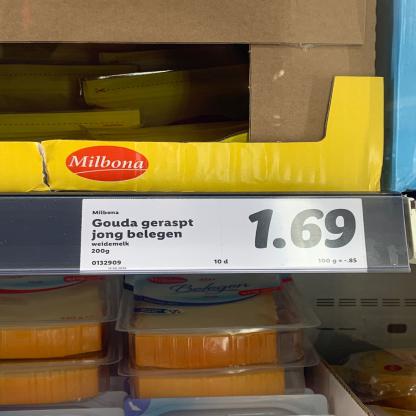 Milbona
Milbona
Gouda geraspt
jong belegen
weidemelk
200g
0132909 10 d 100 g = -.85
1.69
Belegen